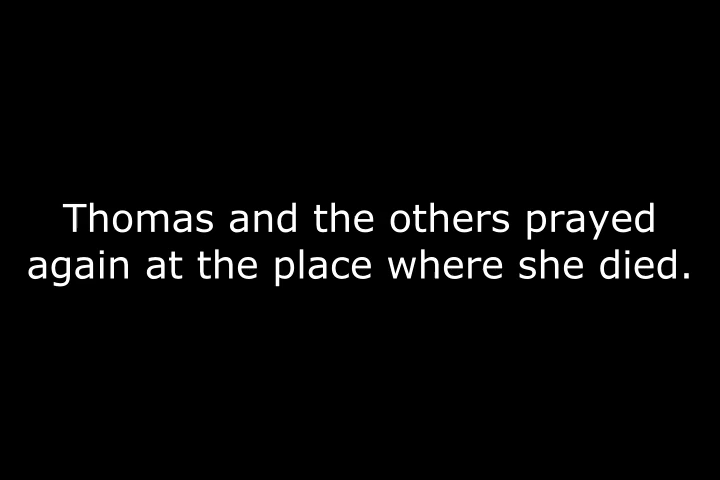 Thomas and the others prayed
again at the place where she died.